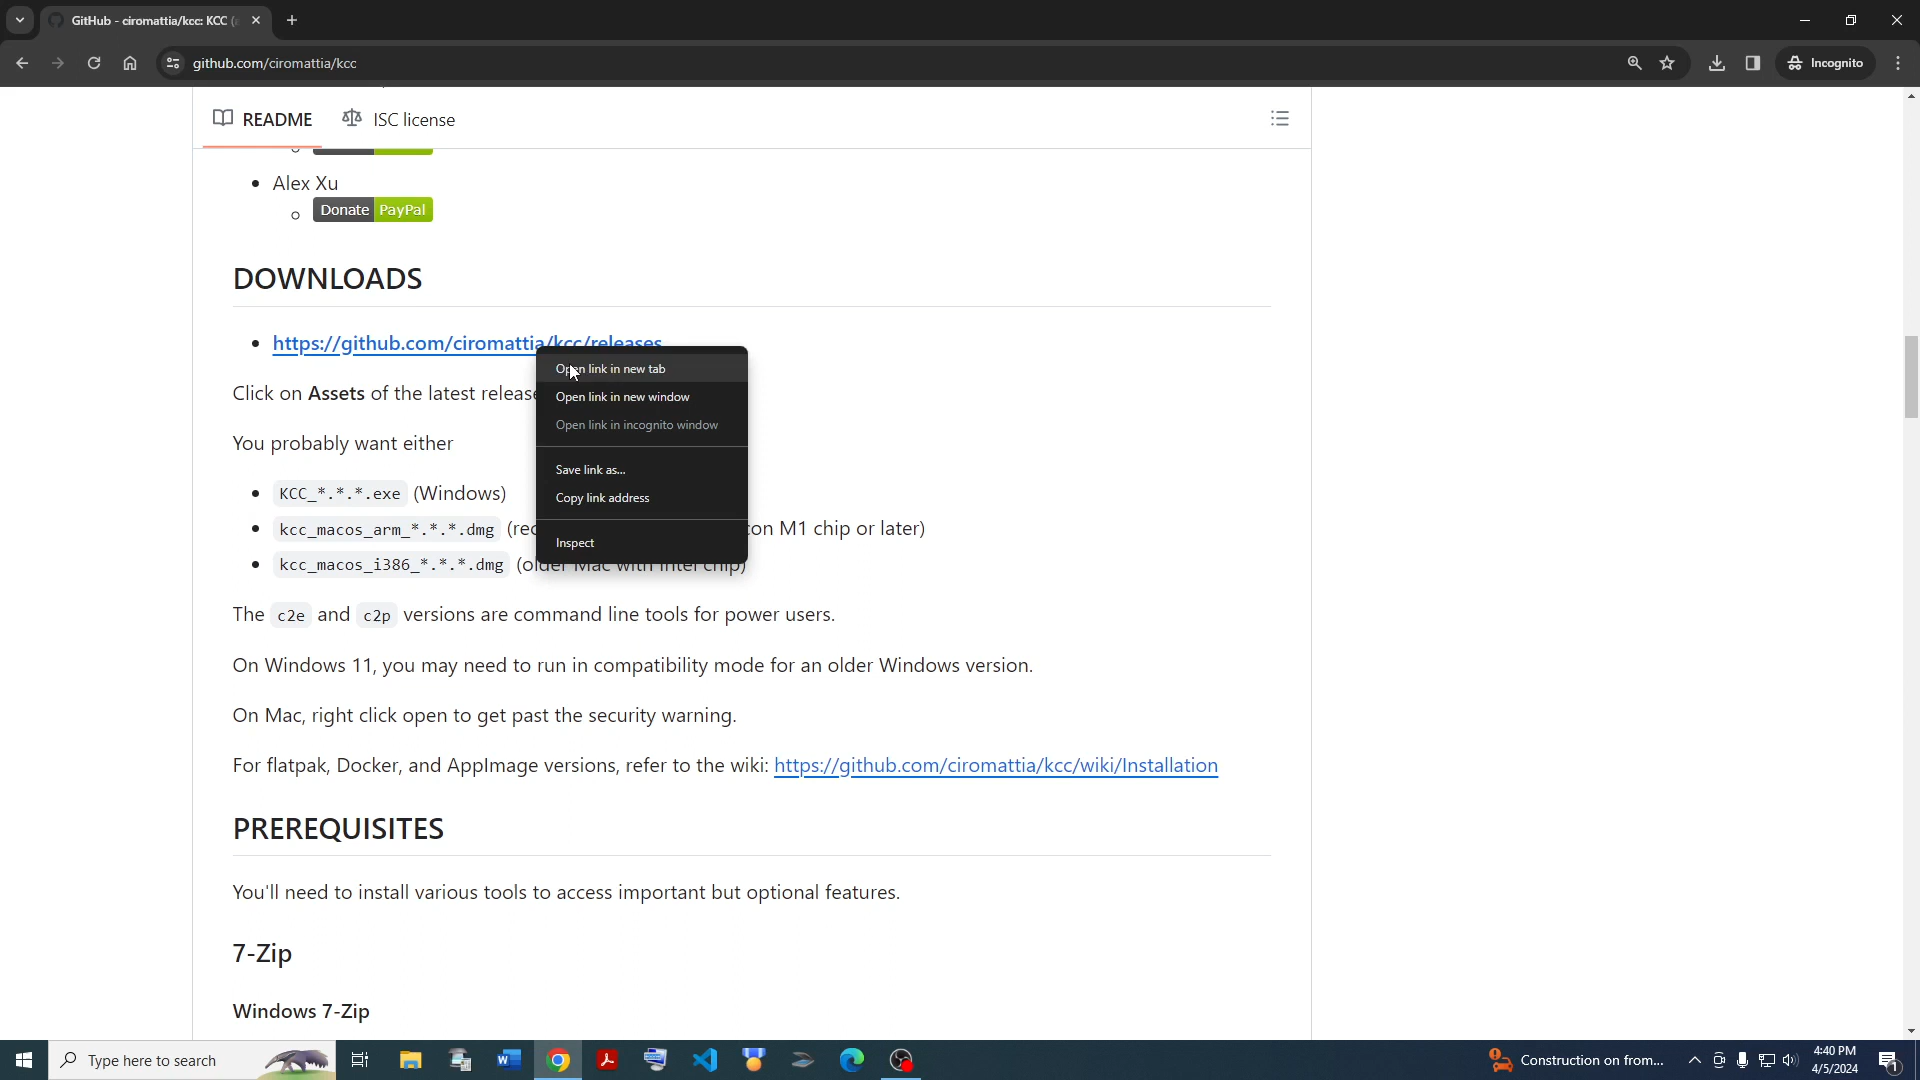 GitHub - ciromattia/kcc: KCC (
github.com/ciromattia/kcc
Incognito
README
ISC license
Alex Xu
Donate PayPal
DOWNLOADS
https://github.com/ciromattia/kcc/releases
Click on Assets of the latest release
You probably want either
KCC_*.*.*.exe (Windows)
kcc_macos_arm_*.*.*.dmg (rec on M1 chip or later)
kcc_macos_i386_*.*.*.dmg (older Mac with Intel chip)
Open link in new tab
Open link in new window
Open link in incognito window
Save link as...
Copy link address
Inspect
The c2e and c2p versions are command line tools for power users.
On Windows 11, you may need to run in compatibility mode for an older Windows version.
On Mac, right click open to get past the security warning.
For flatpak, Docker, and AppImage versions, refer to the wiki: https://github.com/ciromattia/kcc/wiki/Installation
PREREQUISITES
You'll need to install various tools to access important but optional features.
7-Zip
Windows 7-Zip
Type here to search
Construction on from...
4:40 PM
4/5/2024
1